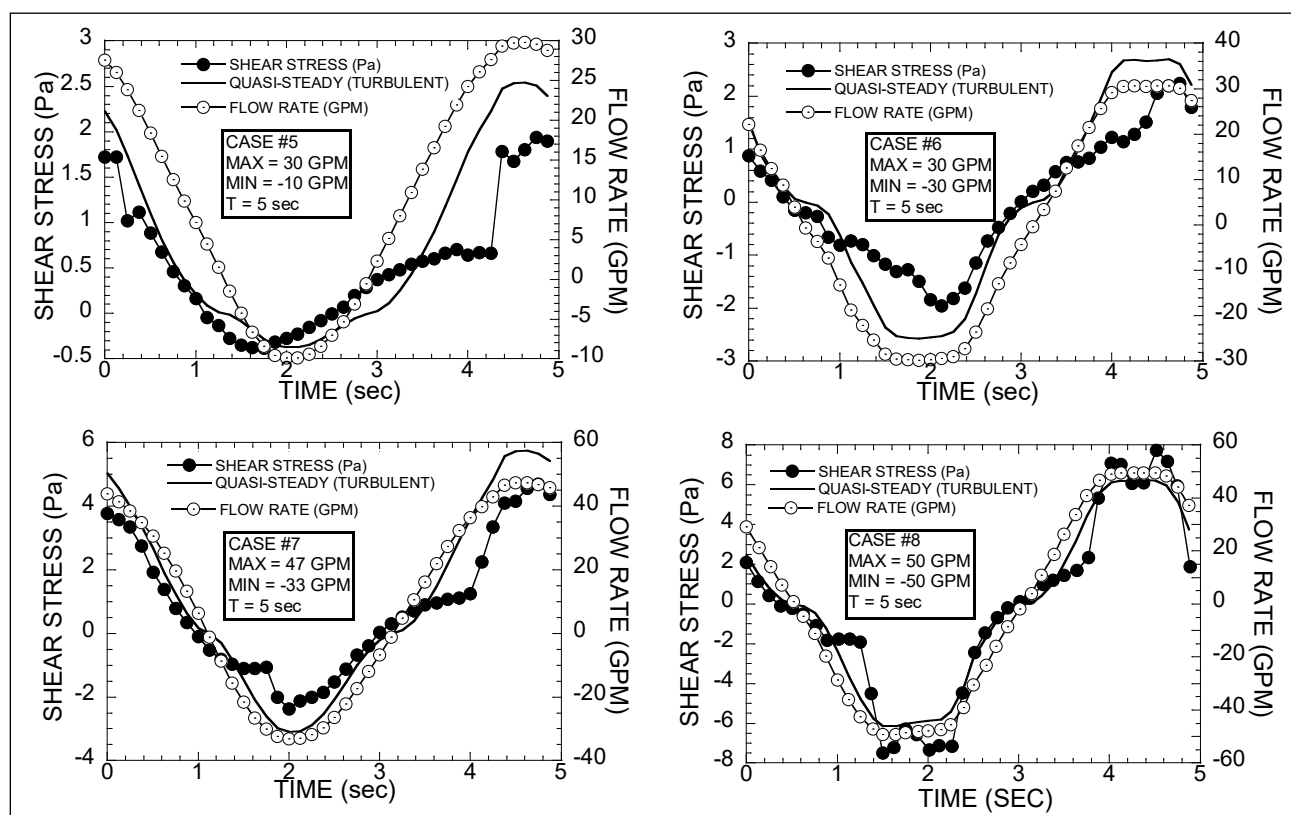 3
2.5
2
1.5
1
0.5
0
-0.5
SHEAR STRESS (Pa)
SHEAR STRESS (Pa)
QUASI-STEADY (TURBULENT)
FLOW RATE (GPM)
CASE #5
MAX = 30 GPM
MIN = -10 GPM
T = 5 sec
30
25
20
15
10
5
0
-5
-10
FLOW RATE (GPM)
0 1 2 3 4 5
TIME (sec)
3
2
1
0
-1
-2
-3
SHEAR STRESS (Pa)
SHEAR STRESS (Pa)
QUASI-STEADY (TURBULENT)
FLOW RATE (GPM)
CASE #6
MAX = 30 GPM
MIN = -30 GPM
T = 5 sec
40
30
20
10
0
-10
-20
-30
FLOW RATE (GPM)
0 1 2 3 4 5
TIME (sec)
6
4
2
0
-2
-4
SHEAR STRESS (Pa)
SHEAR STRESS (Pa)
QUASI-STEADY (TURBULENT)
FLOW RATE (GPM)
CASE #7
MAX = 47 GPM
MIN = -33 GPM
T = 5 sec
60
40
20
0
-20
-40
FLOW RATE (GPM)
0 1 2 3 4 5
TIME (sec)
8
6
4
2
0
-2
-4
-6
-8
SHEAR STRESS (Pa)
SHEAR STRESS (Pa)
QUASI-STEADY (TURBULENT)
FLOW RATE (GPM)
CASE #8
MAX = 50 GPM
MIN = -50 GPM
T = 5 sec
60
40
20
0
-20
-40
-60
FLOW RATE (GPM)
0 1 2 3 4 5
TIME (SEC)